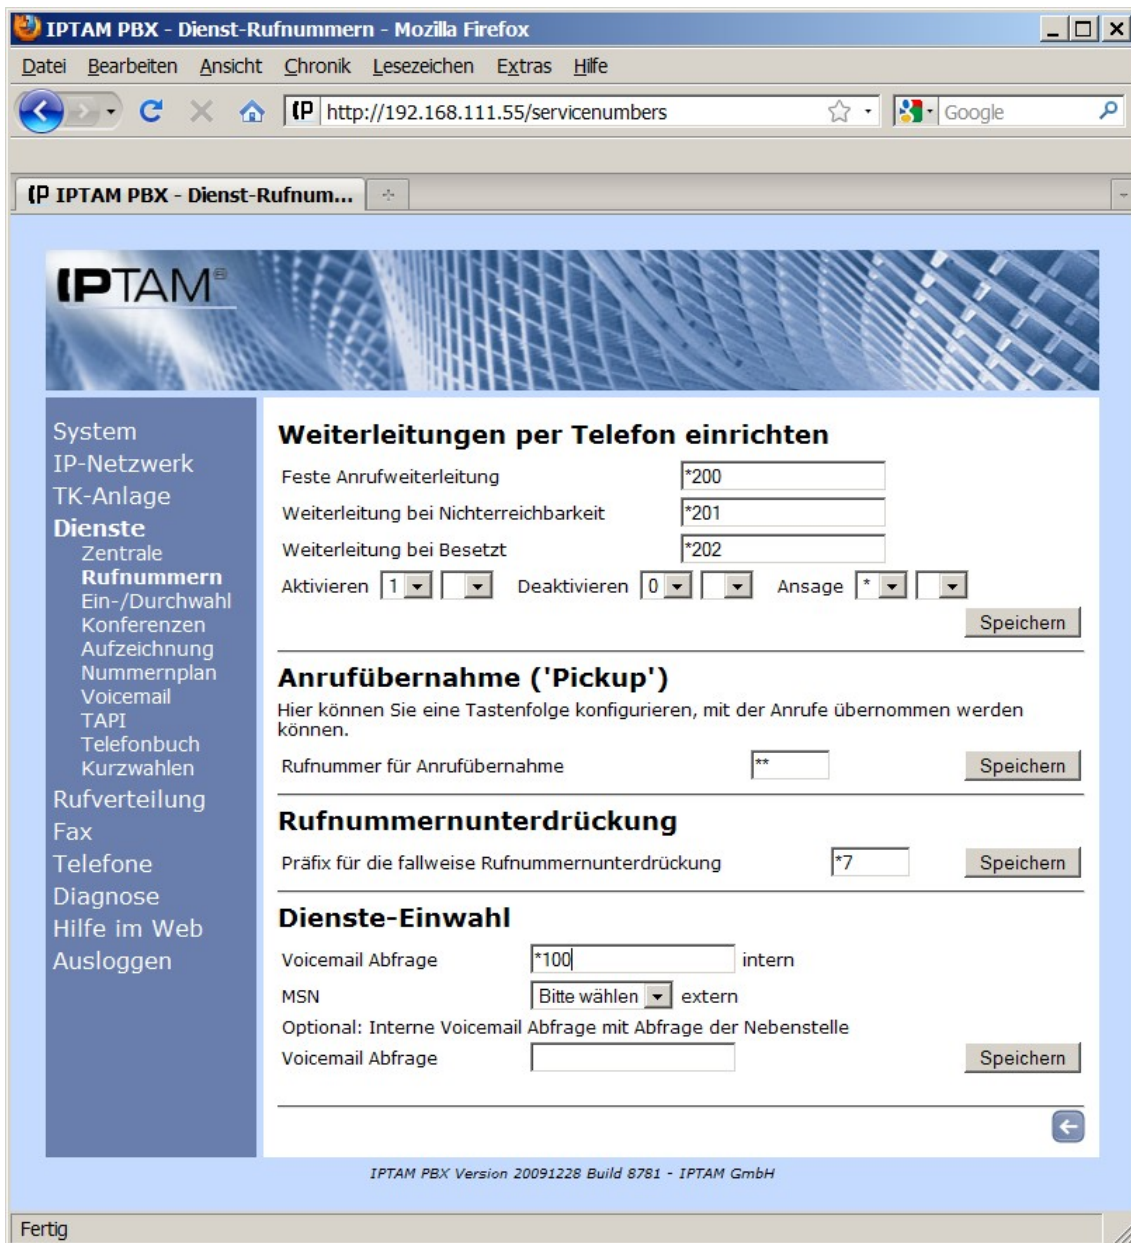 IPTAM PBX - Dienst-Rufnummern - Mozilla Firefox
Datei Bearbeiten Ansicht Chronik Lesezeichen Extras Hilfe
(P http://192.168.111.55/servicenumbers Google
(P IPTAM PBX - Dienst-Rufnum...
IPTAM®
System
IP-Netzwerk
TK-Anlage
Dienste
Zentrale
Rufnummern
Ein-/Durchwahl
Konferenzen
Aufzeichnung
Nummernplan
Voicemail
TAPI
Telefonbuch
Kurzwahlen
Rufverteilung
Fax
Telefone
Diagnose
Hilfe im Web
Ausloggen
Weiterleitungen per Telefon einrichten
Feste Anrufweiterleitung *200
Weiterleitung bei Nichterreichbarkeit *201
Weiterleitung bei Besetzt *202
Aktivieren 1 Deaktivieren 0 Ansage *
Speichern
Anrufübernahme ('Pickup')
Hier können Sie eine Tastenfolge konfigurieren, mit der Anrufe übernommen werden
können.
Rufnummer für Anrufübernahme ** Speichern
Rufnummernunterdrückung
Präfix für die fallweise Rufnummernunterdrückung *7 Speichern
Dienste-Einwahl
Voicemail Abfrage *100 intern
MSN Bitte wählen extern
Optional: Interne Voicemail Abfrage mit Abfrage der Nebenstelle
Voicemail Abfrage Speichern
IPTAM PBX Version 20091228 Build 8781 - IPTAM GmbH
Fertig